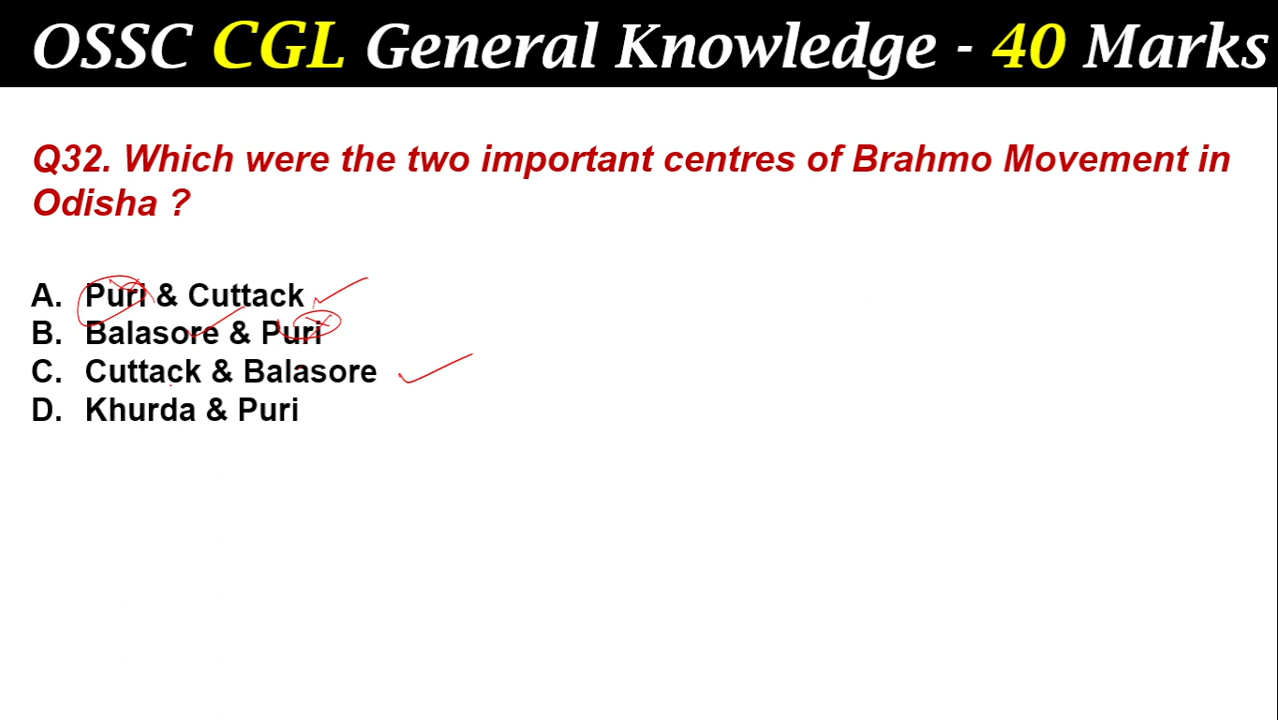 OSSC CGL General Knowledge - 40 Marks
Q32. Which were the two important centres of Brahmo Movement in
Odisha ?
A. Puri & Cuttack
B. Balasore & Puri
C. Cuttack & Balasore
D. Khurda & Puri